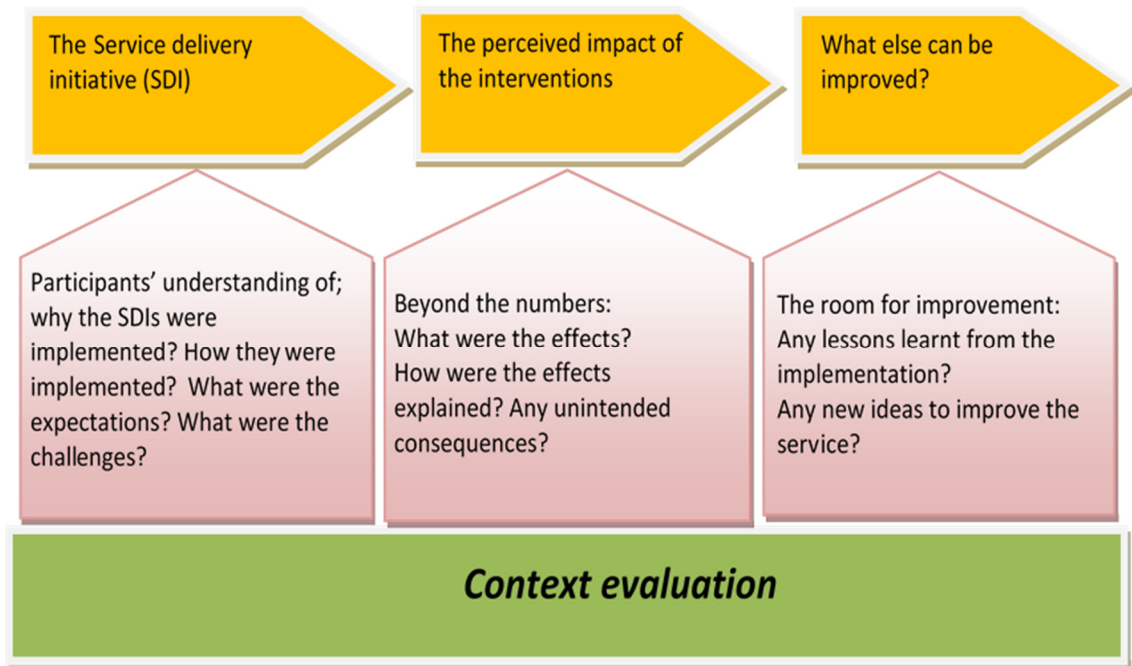 The Service delivery
initiative (SDI)
The perceived impact of
the interventions
What else can be
improved?
Participants’ understanding of;
why the SDIs were
implemented? How they were
implemented?  What were the
expectations? What were the
challenges?
Beyond the numbers:
What were the effects?
How were the effects
explained? Any unintended
consequences?
The room for improvement:
Any lessons learnt from the
implementation?
Any new ideas to improve the
service?
Context evaluation